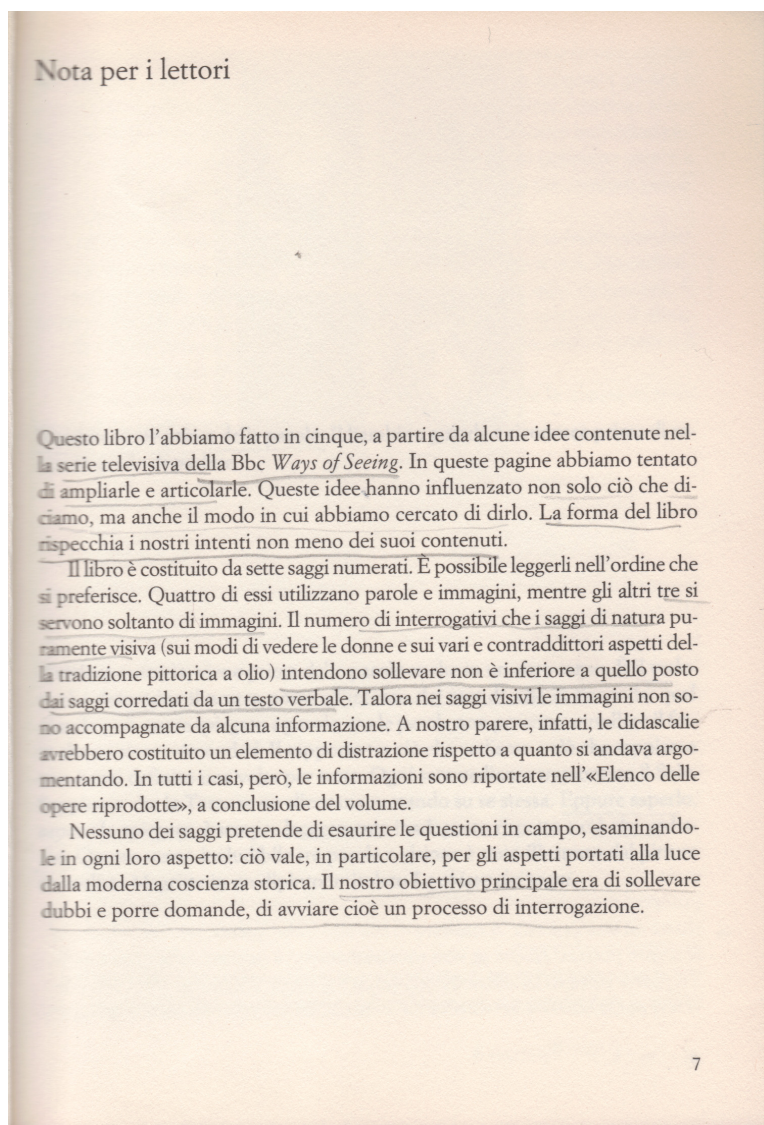 Nota per i lettori
Questo libro l'abbiamo fatto in cinque, a partire da alcune idee contenute nel-
la serie televisiva della Bbc Ways of Seeing. In queste pagine abbiamo tentato
di ampliarle e articolarle. Queste idee hanno influenzato non solo ciò che di-
ciamo, ma anche il modo in cui abbiamo cercato di dirlo. La forma del libro
rispecchia i nostri intenti non meno dei suoi contenuti.
Il libro è costituito da sette saggi numerati. È possibile leggerli nell'ordine che
si preferisce. Quattro di essi utilizzano parole e immagini, mentre gli altri tre si
servono soltanto di immagini. Il numero di interrogativi che i saggi di natura pu-
ramente visiva (sui modi di vedere le donne e sui vari e contraddittori aspetti del-
la tradizione pittorica a olio) intendono sollevare non è inferiore a quello posto
dai saggi corredati da un testo verbale. Talora nei saggi visivi le immagini non so-
no accompagnate da alcuna informazione. A nostro parere, infatti, le didascalie
avrebbero costituito un elemento di distrazione rispetto a quanto si andava argo-
mentando. In tutti i casi, però, le informazioni sono riportate nell'«Elenco delle
opere riprodotte», a conclusione del volume.
Nessuno dei saggi pretende di esaurire le questioni in campo, esaminando-
le in ogni loro aspetto: ciò vale, in particolare, per gli aspetti portati alla luce
dalla moderna coscienza storica. Il nostro obiettivo principale era di sollevare
dubbi e porre domande, di avviare cioè un processo di interrogazione.
7